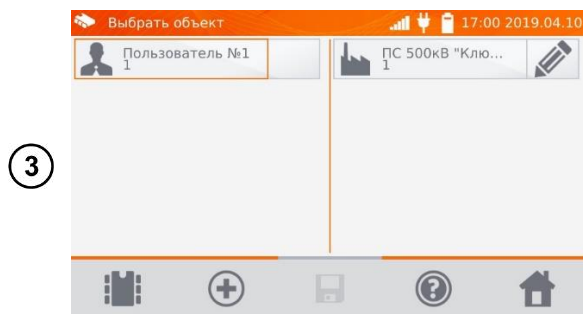 Выбрать объект
17:00 2019.04.10
Пользователь №1
1
ПС 500кВ "Клю...
1
3